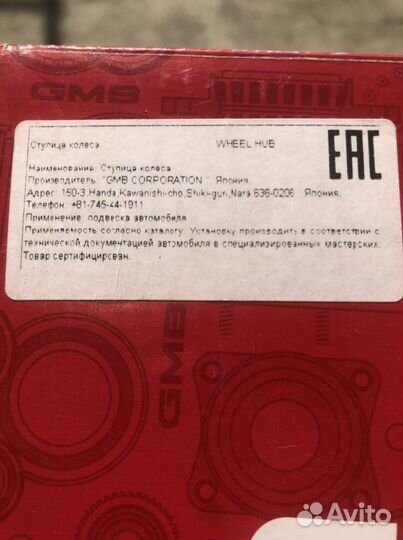 GMB
Ступица колеса WHEEL HUB
EAC
Наименование: Ступица колеса
Производитель: "GMB CORPORATION ", Япония.
Адрес: 150-3,Handa,Kawanishi-cho,Shiki-gun,Nara 636-0206 Япония.
Телефон: +81-745-44-1911
Применение: подвеска автомобиля
Применяемость согласно каталогу. Установку производить в соответствии с
технической документацией автомобиля в специализированных мастерских.
Товар сертифицирован.
GMB
Avito